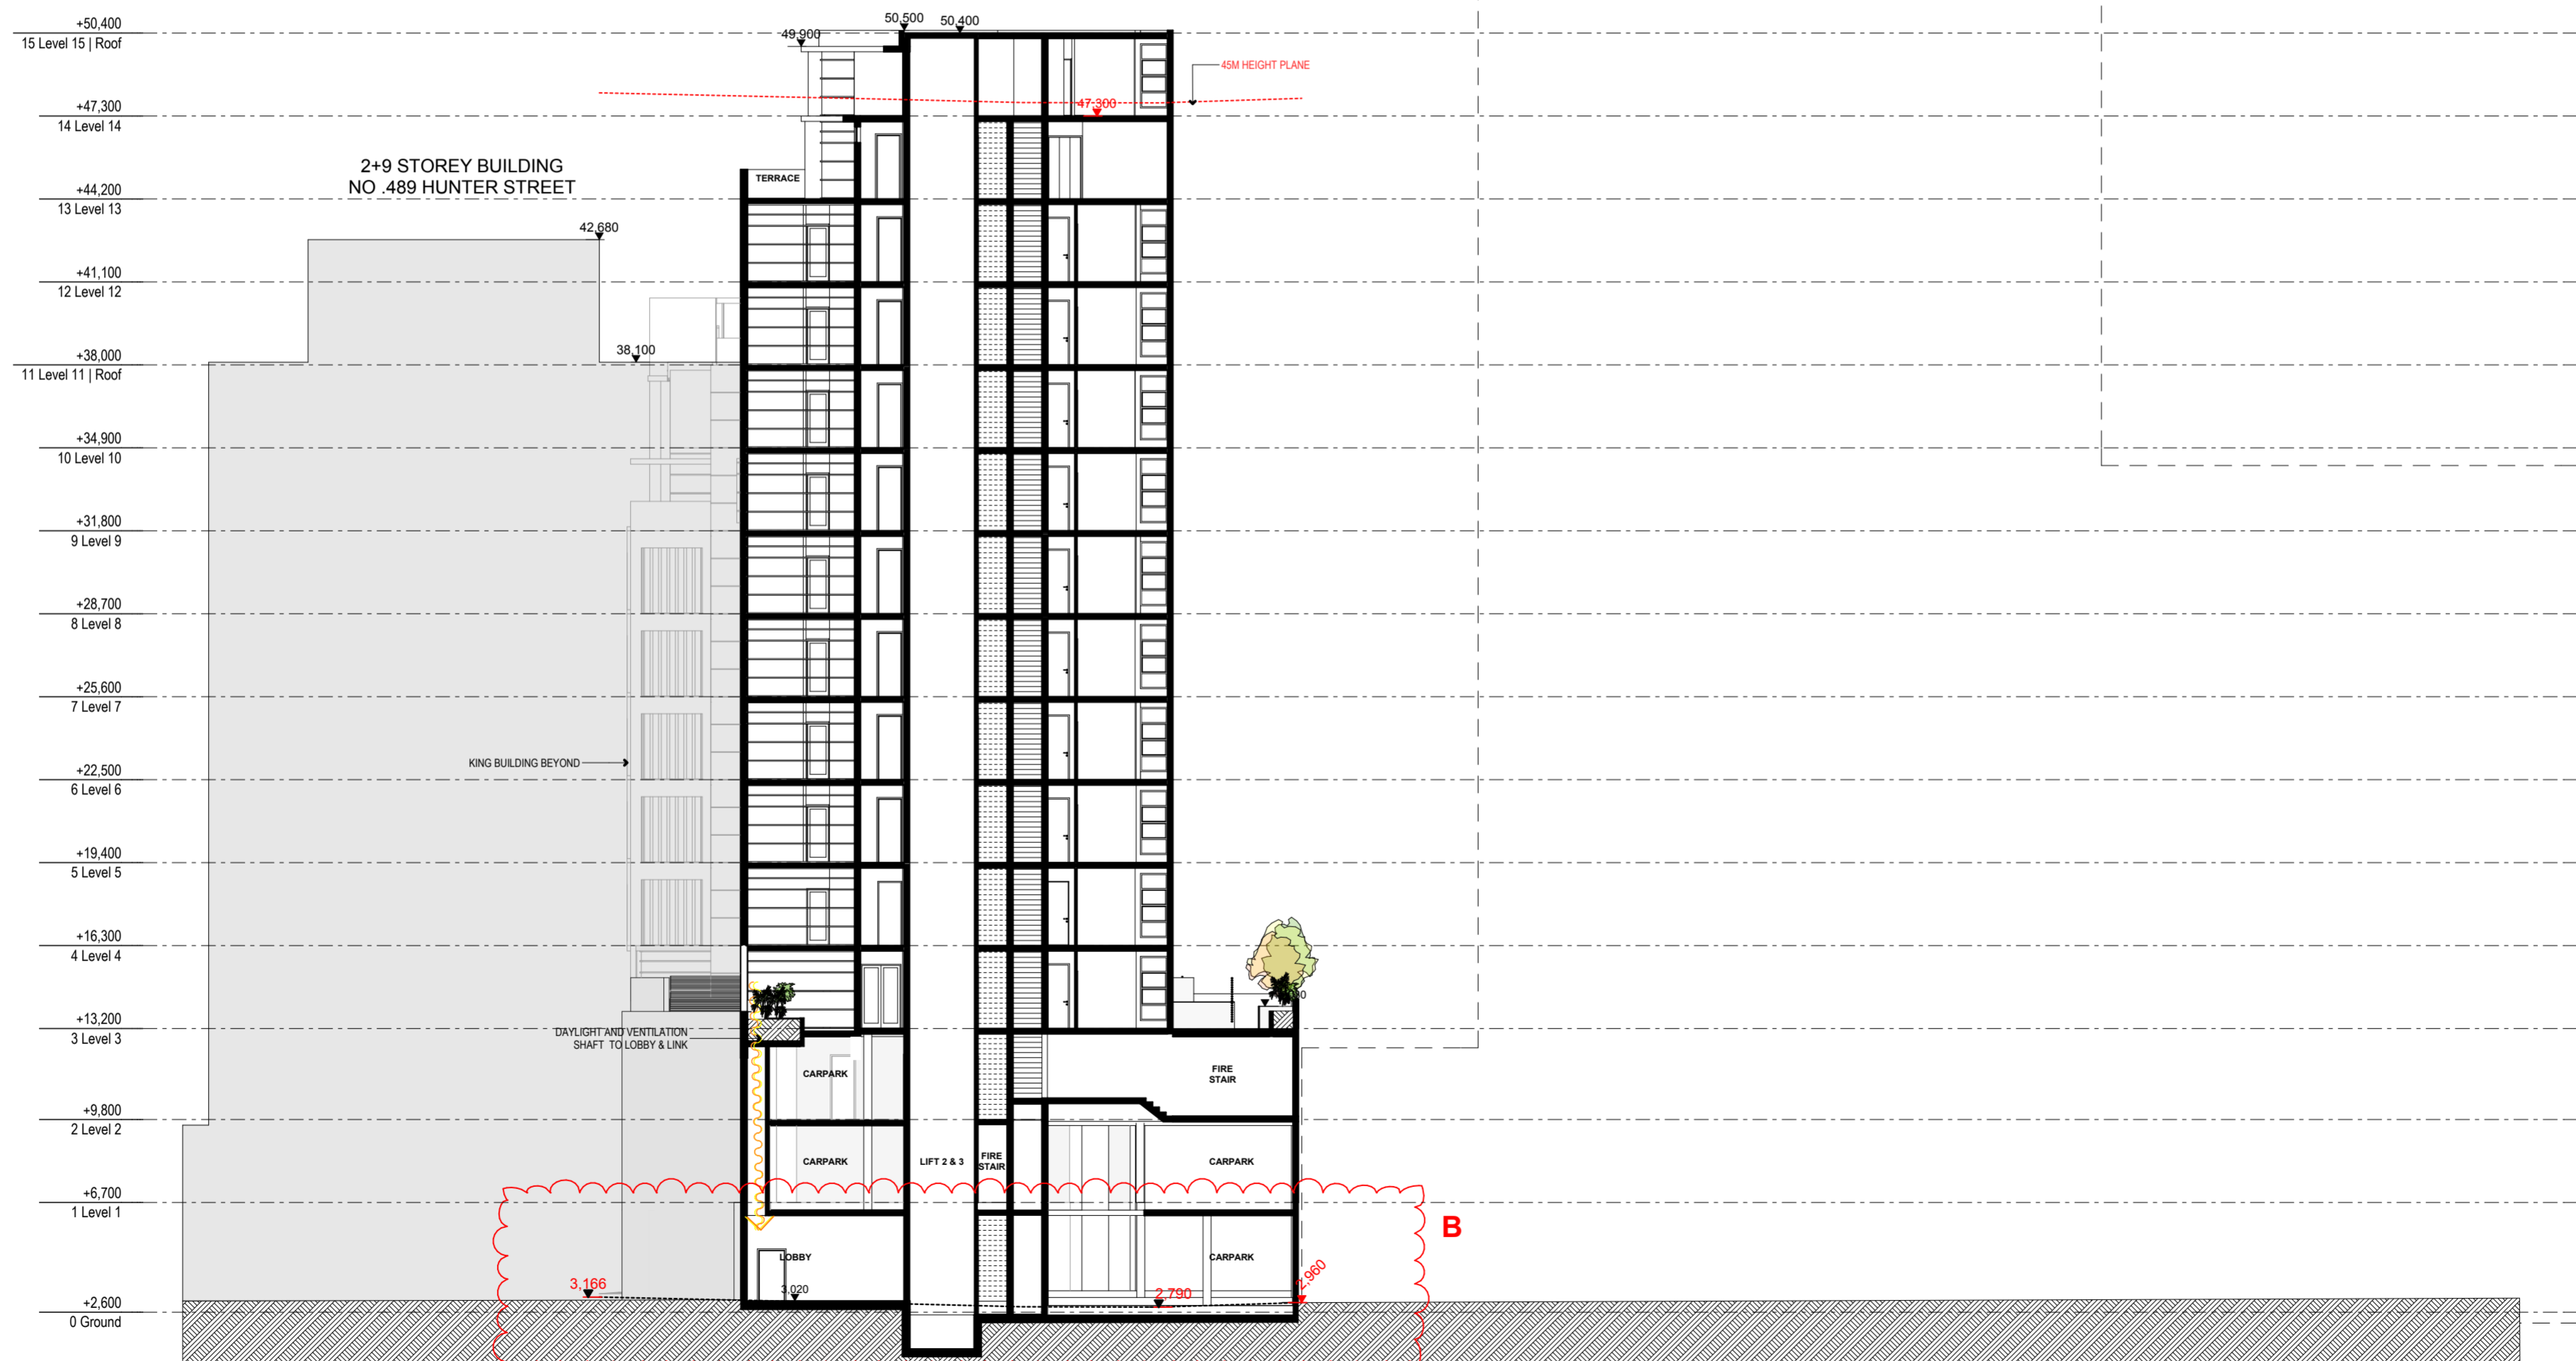 +50,400
15 Level 15 | Roof
50,500
50,400
49,900
45M HEIGHT PLANE
+47,300
14 Level 14
47,300
2+9 STOREY BUILDING
NO .489 HUNTER STREET
TERRACE
+44,200
13 Level 13
42,680
+41,100
12 Level 12
38,100
+38,000
11 Level 11 | Roof
+34,900
10 Level 10
+31,800
9 Level 9
+28,700
8 Level 8
+25,600
7 Level 7
KING BUILDING BEYOND
+22,500
6 Level 6
+19,400
5 Level 5
+16,300
4 Level 4
+13,200
3 Level 3
DAYLIGHT AND VENTILATION
SHAFT TO LOBBY & LINK
CARPARK
FIRE
STAIR
+9,800
2 Level 2
CARPARK
LIFT 2 & 3
FIRE
STAIR
CARPARK
+6,700
1 Level 1
B
LOBBY
CARPARK
3,166
3,020
2,790
2,960
+2,600
0 Ground